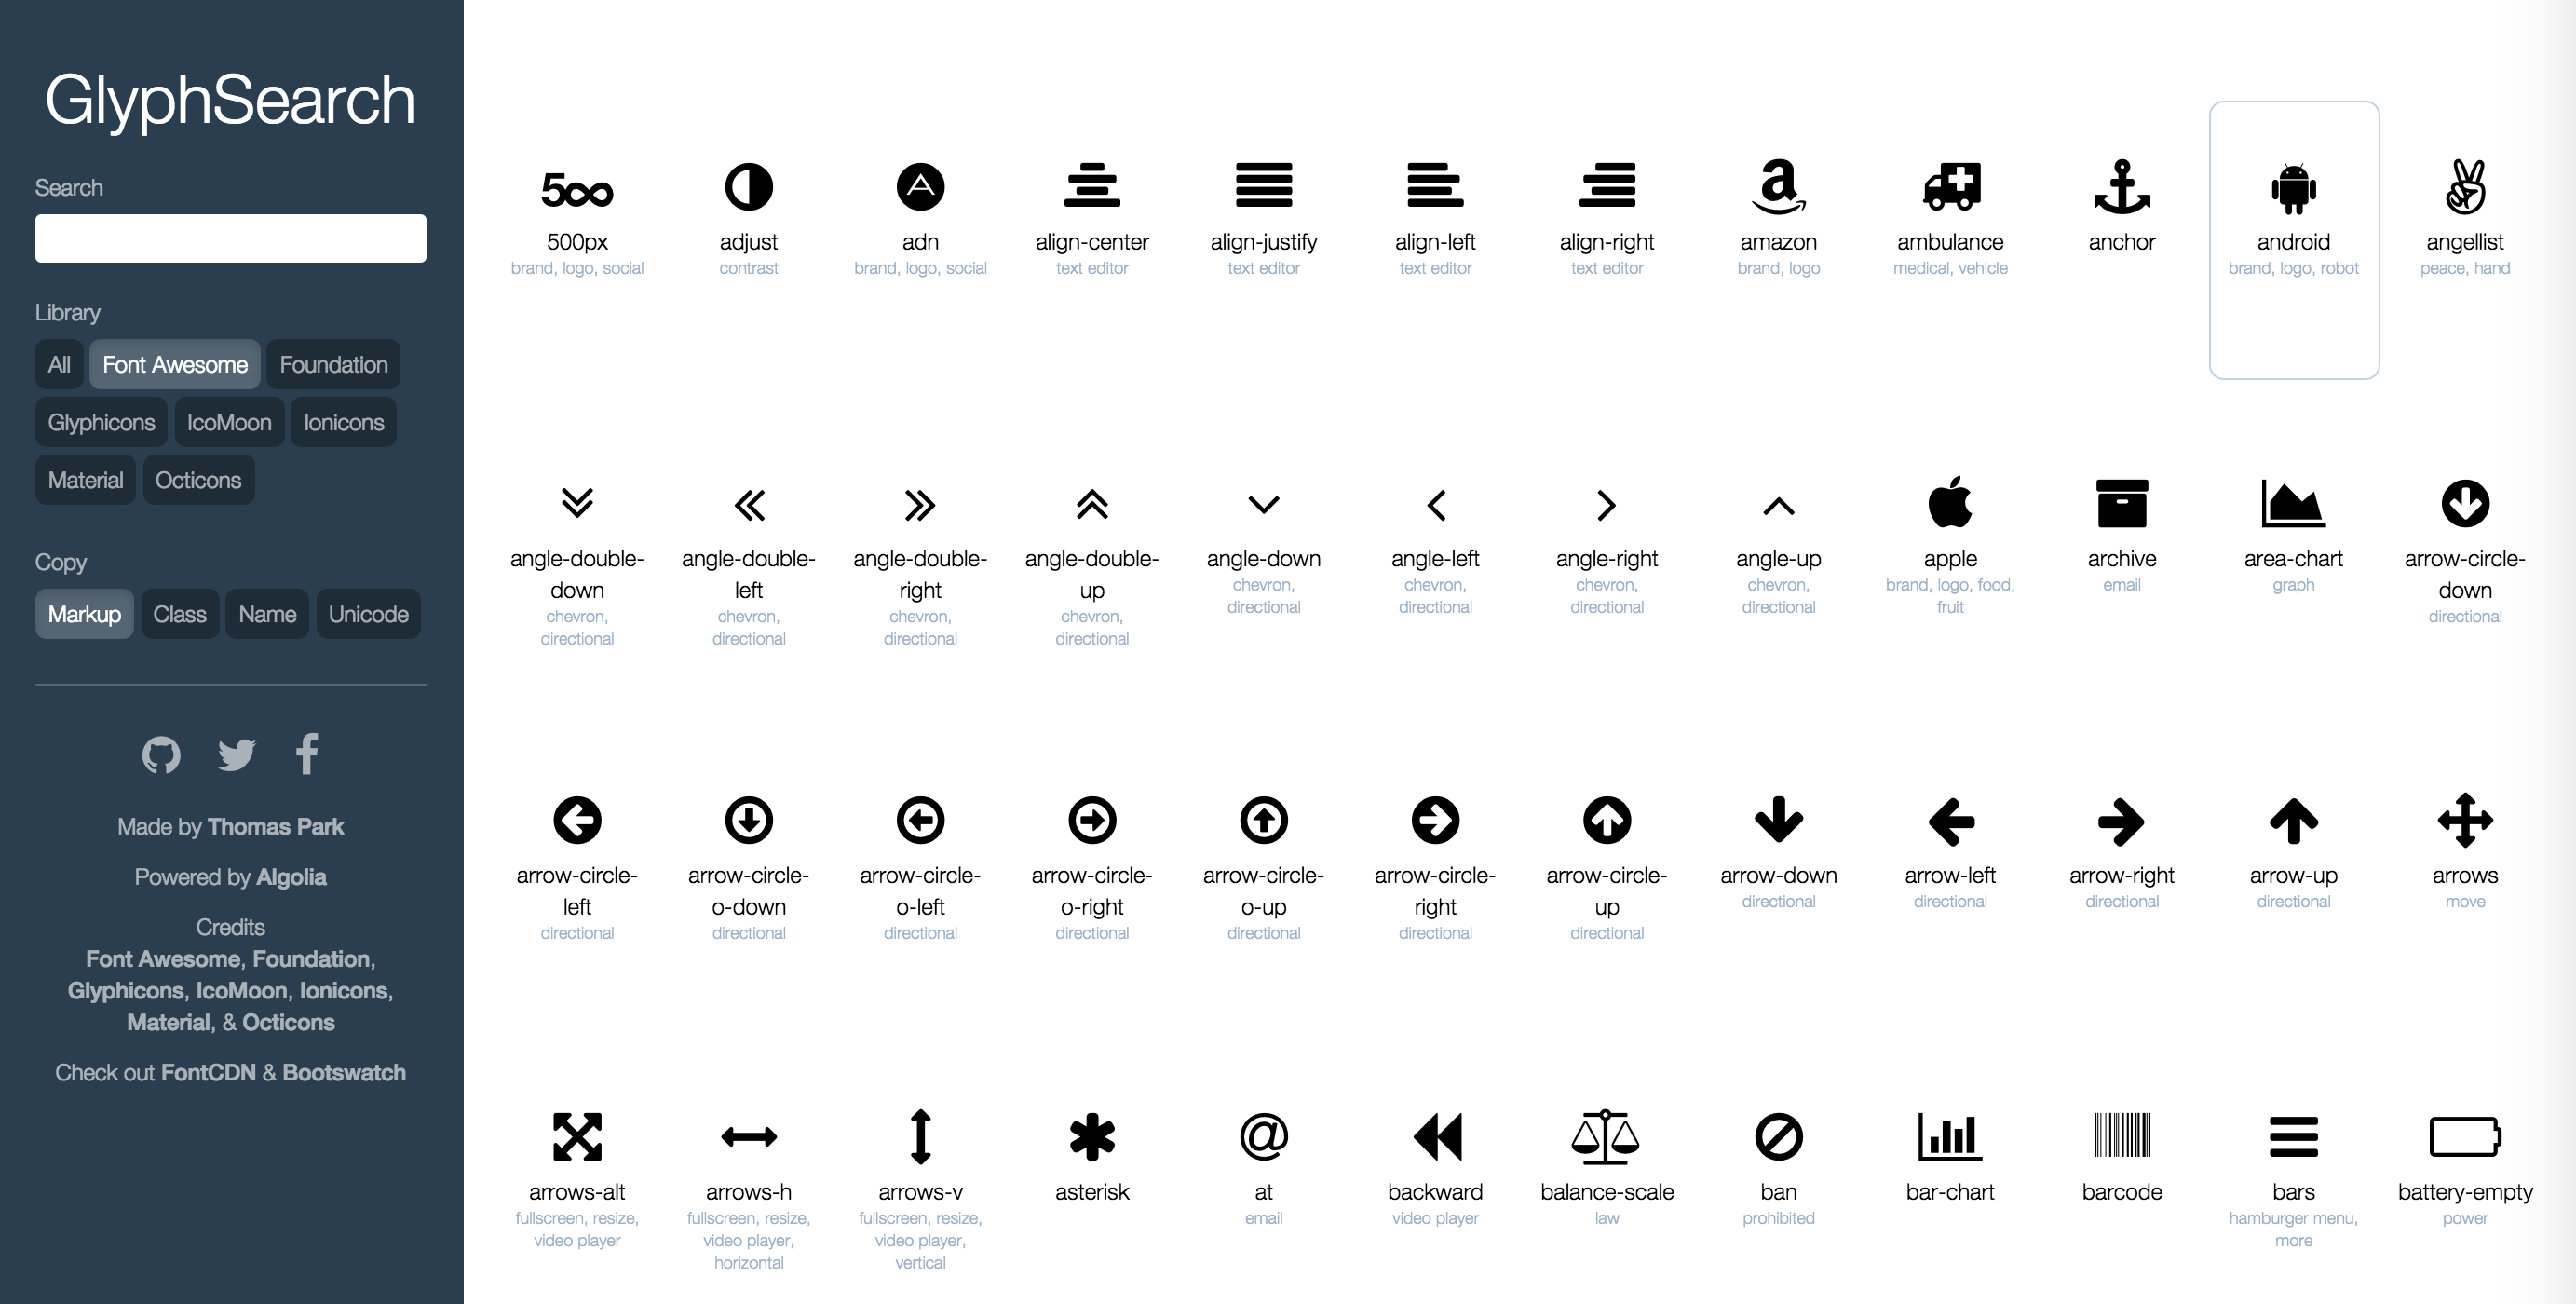 GlyphSearch
Search
Library
All Font Awesome Foundation
Glyphicons IcoMoon Ionicons
Material Octicons
Copy
Markup Class Name Unicode
Made by Thomas Park
Powered by Algolia
Credits
Font Awesome, Foundation,
Glyphicons, IcoMoon, Ionicons,
Material, & Octicons
Check out FontCDN & Bootswatch
500px
brand, logo, social
adjust
contrast
adn
brand, logo, social
align-center
text editor
align-justify
text editor
align-left
text editor
align-right
text editor
amazon
brand, logo
ambulance
medical, vehicle
anchor
android
brand, logo, robot
angellist
peace, hand
angle-double-
down
chevron,
directional
angle-double-
left
chevron,
directional
angle-double-
right
chevron,
directional
angle-double-
up
chevron,
directional
angle-down
chevron,
directional
angle-left
chevron,
directional
angle-right
chevron,
directional
angle-up
chevron,
directional
apple
brand, logo, food,
fruit
archive
email
area-chart
graph
arrow-circle-
down
directional
arrow-circle-
left
directional
arrow-circle-
o-down
directional
arrow-circle-
o-left
directional
arrow-circle-
o-right
directional
arrow-circle-
o-up
directional
arrow-circle-
right
directional
arrow-circle-
up
directional
arrow-down
directional
arrow-left
directional
arrow-right
directional
arrow-up
directional
arrows
move
arrows-alt
fullscreen, resize,
video player
arrows-h
fullscreen, resize,
video player,
horizontal
arrows-v
fullscreen, resize,
video player,
vertical
asterisk
at
email
backward
video player
balance-scale
law
ban
prohibited
bar-chart
barcode
bars
hamburger menu,
more
battery-empty
power